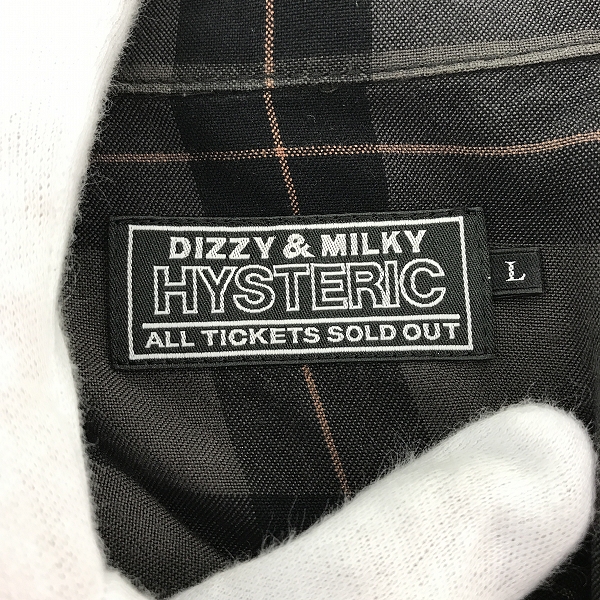 DIZZY & MILKY
HYSTERIC
ALL TICKETS SOLD OUT
L